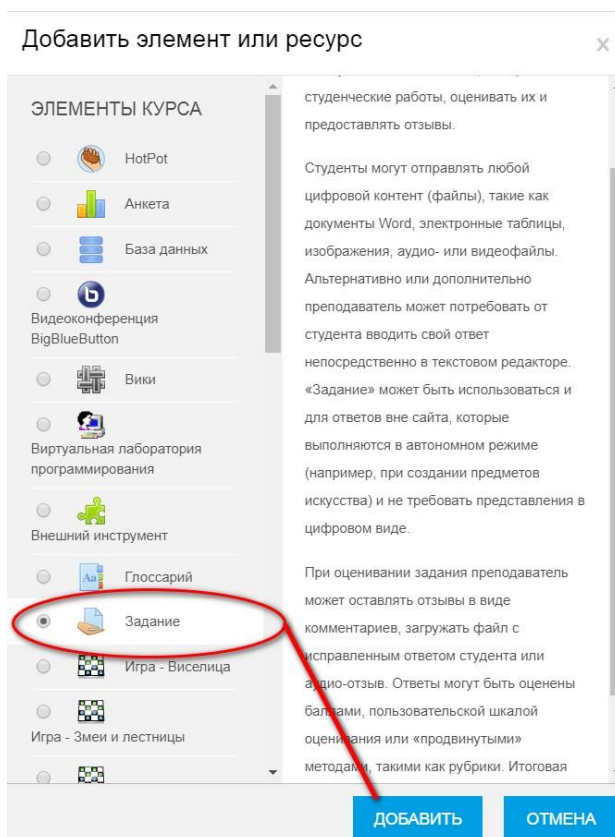 Добавить элемент или ресурс
x
ЭЛЕМЕНТЫ КУРСА
HotPot
Анкета
База данных
Видеоконференция
BigBlueButton
Вики
Виртуальная лаборатория
программирования
Внешний инструмент
Глоссарий
Задание
Игра - Виселица
Игра - Змеи и лестницы
студенческие работы, оценивать их и
предоставлять отзывы.
Студенты могут отправлять любой
цифровой контент (файлы), такие как
документы Word, электронные таблицы,
изображения, аудио- или видеофайлы.
Альтернативно или дополнительно
преподаватель может потребовать от
студента вводить свой ответ
непосредственно в текстовом редакторе.
«Задание» может быть использоваться и
для ответов вне сайта, которые
выполняются в автономном режиме
(например, при создании предметов
искусства) и не требовать представления в
цифровом виде.
При оценивании задания преподаватель
может оставлять отзывы в виде
комментариев, загружать файл с
исправленным ответом студента или
аудио-отзыв. Ответы могут быть оценены
баллами, пользовательской шкалой
оценивания или «продвинутыми»
методами, такими как рубрики. Итоговая
ДОБАВИТЬ
ОТМЕНА